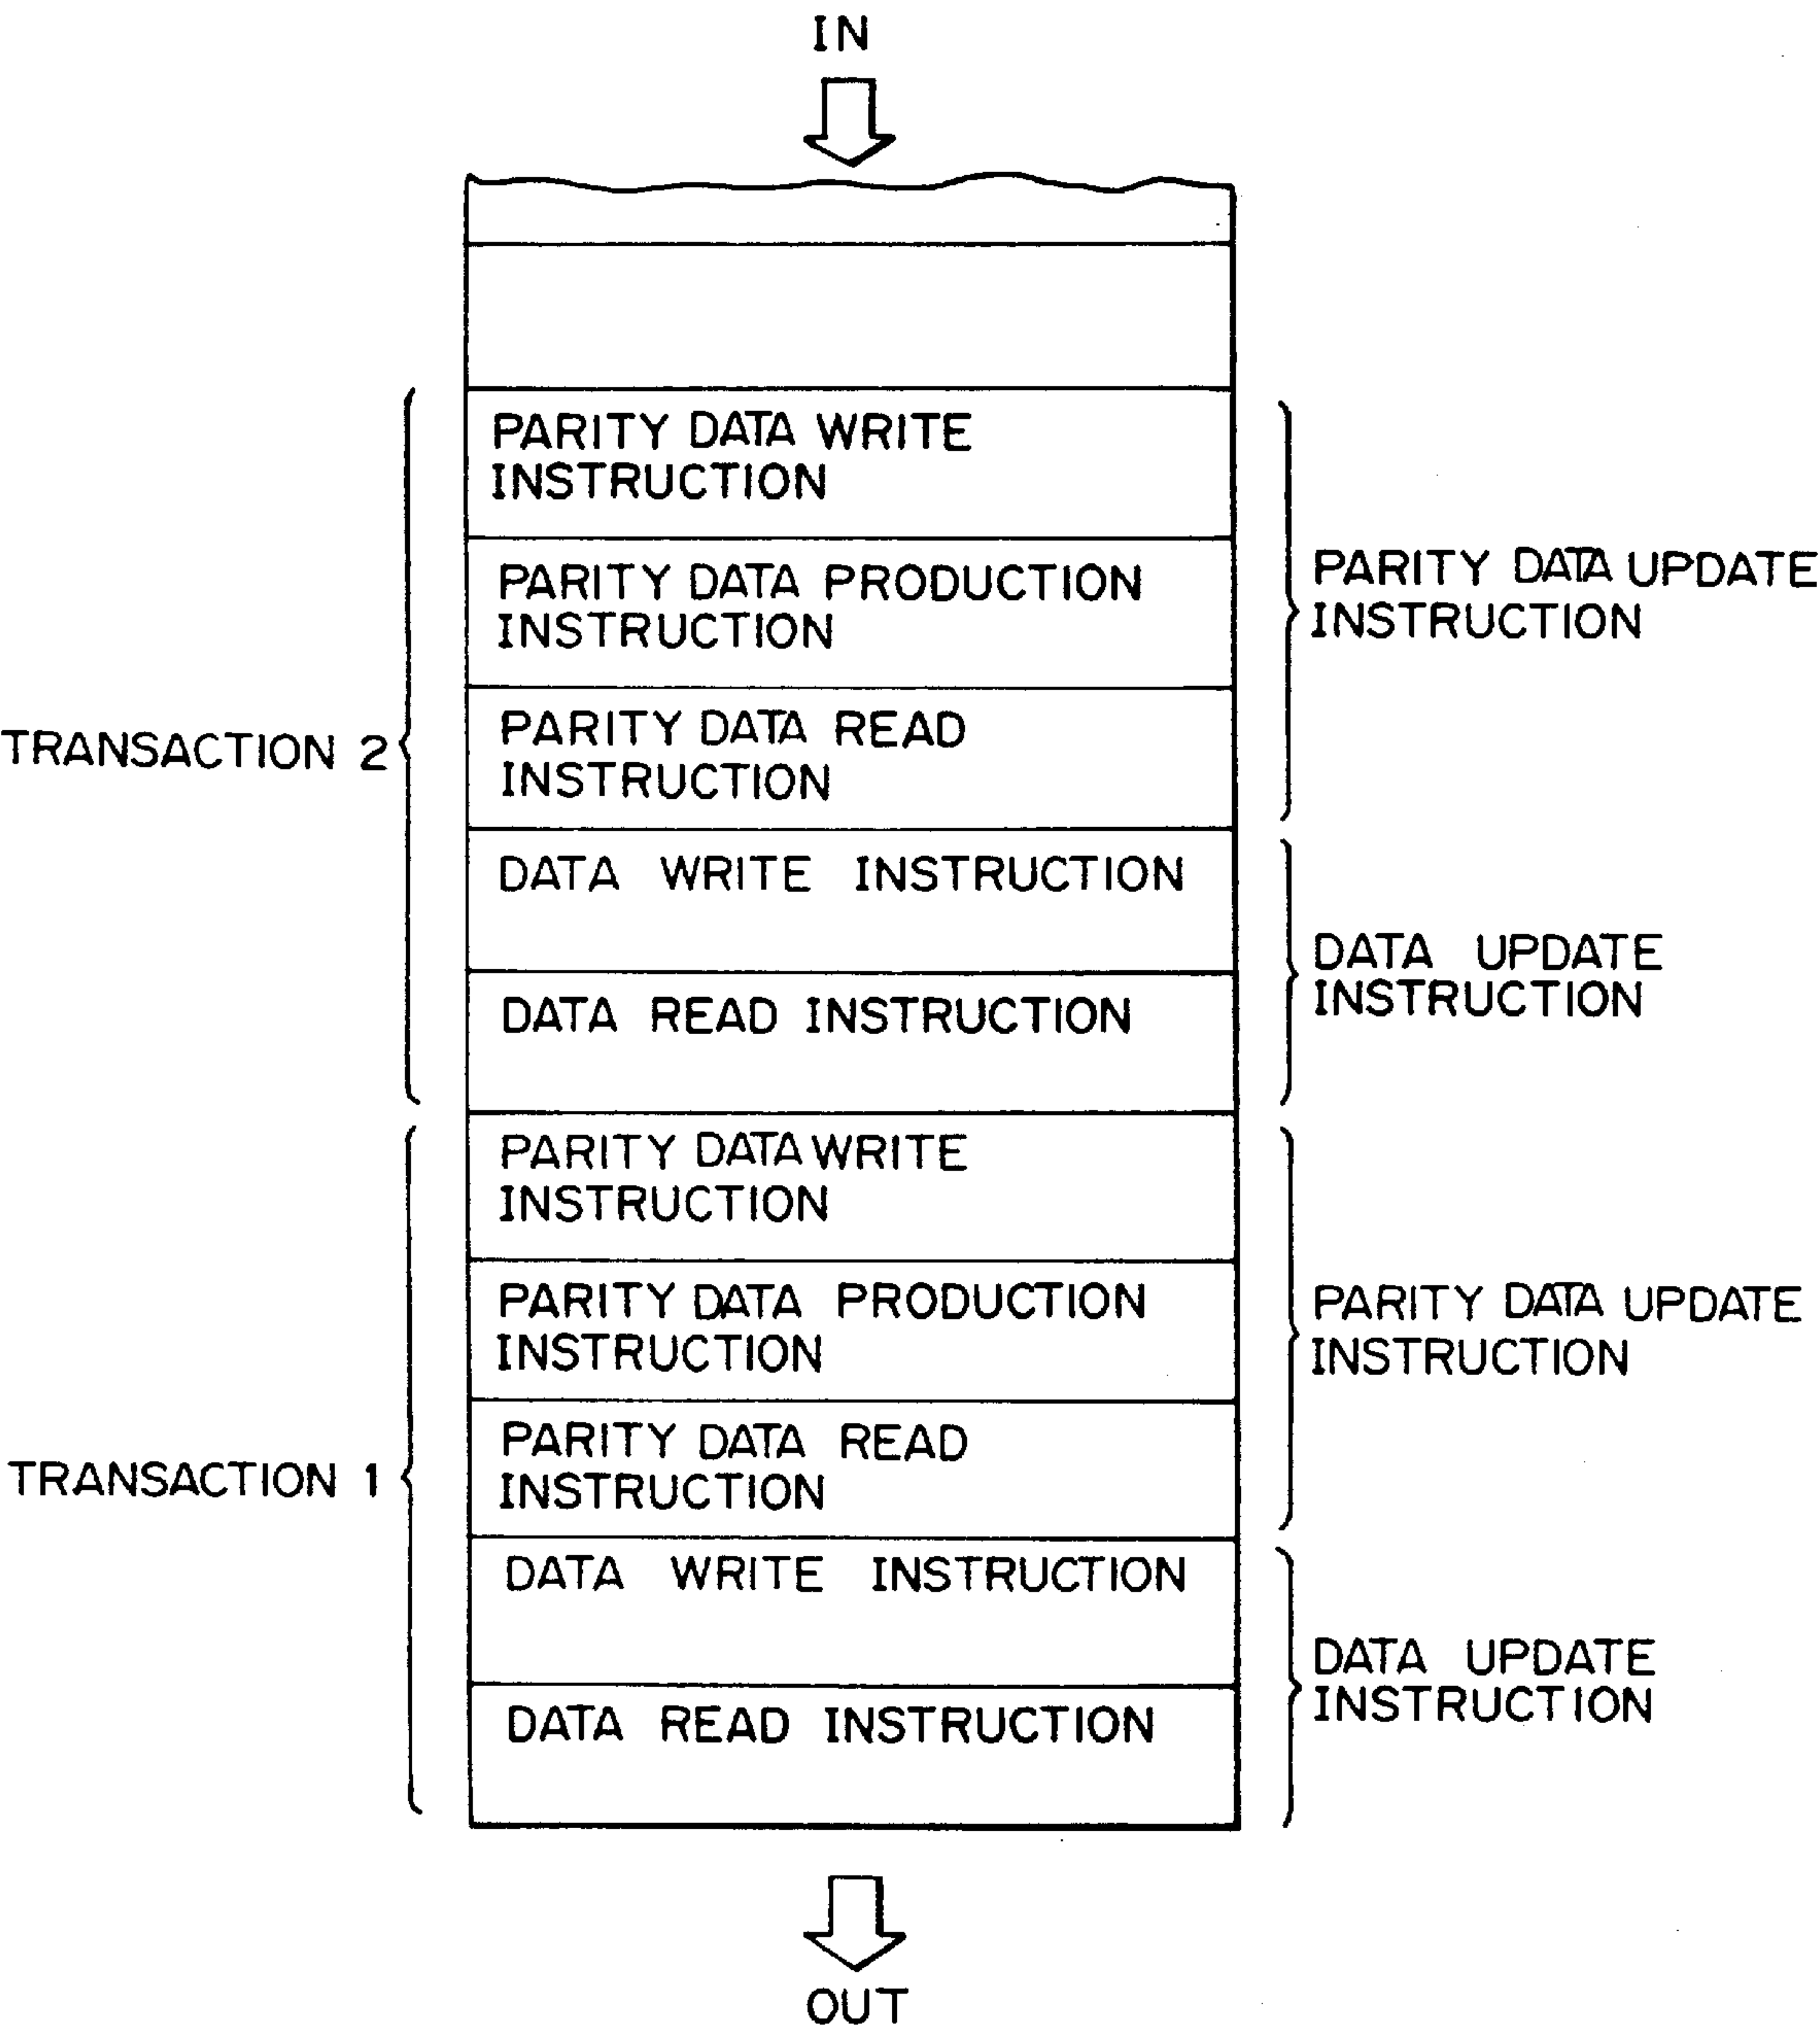 IN
PARITY DATA WRITE
INSTRUCTION
PARITY DATA PRODUCTION
INSTRUCTION
PARITY DATA UPDATE
INSTRUCTION
PARITY DATA READ
INSTRUCTION
TRANSACTION 2
DATA WRITE INSTRUCTION
DATA UPDATE
INSTRUCTION
DATA READ INSTRUCTION
PARITY DATA WRITE
INSTRUCTION
PARITY DATA PRODUCTION
INSTRUCTION
PARITY DATA UPDATE
INSTRUCTION
PARITY DATA READ
INSTRUCTION
TRANSACTION 1
DATA WRITE INSTRUCTION
DATA UPDATE
INSTRUCTION
DATA READ INSTRUCTION
OUT